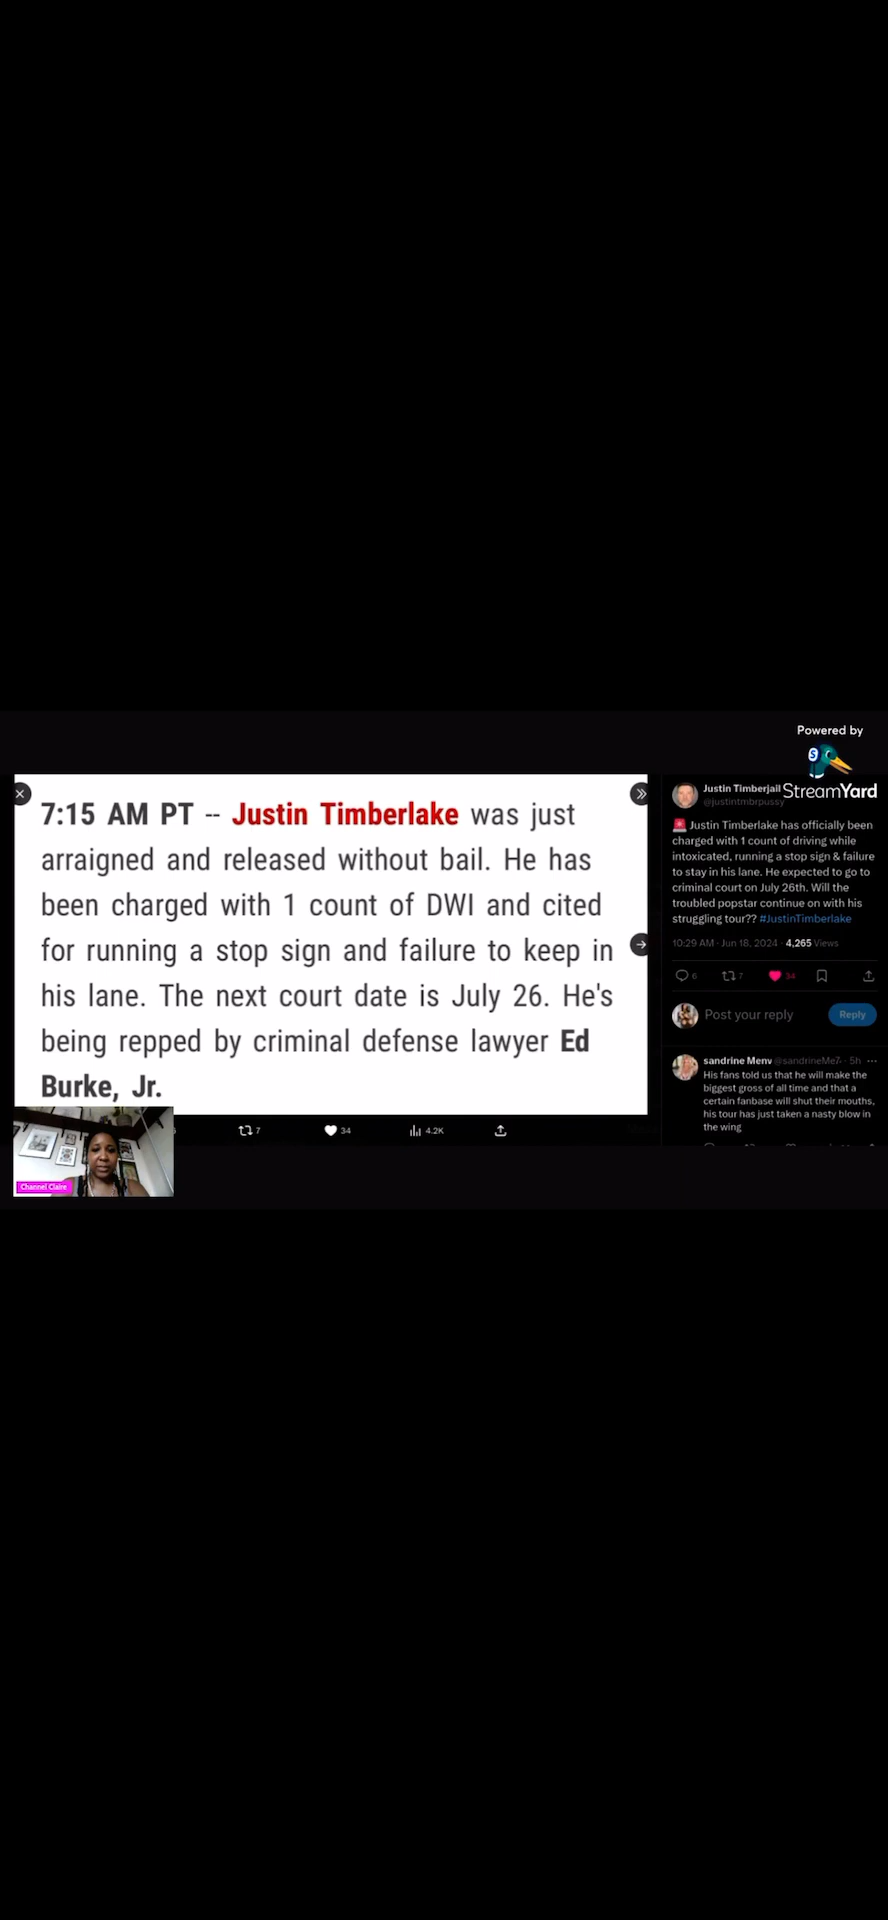 Powered by
StreamYard
7:15 AM PT -- Justin Timberlake was just
arraigned and released without bail. He has
been charged with 1 count of DWI and cited
for running a stop sign and failure to keep in
his lane. The next court date is July 26. He's
being repped by criminal defense lawyer Ed
Burke, Jr.
7
34
4.2K
Channel Claire
Justin Timberjail
@justintmbrpussy
Justin Timberlake has officially been
charged with 1 count of driving while
intoxicated, running a stop sign & failure
to stay in his lane. He expected to go to
criminal court on July 26th. Will the
troubled popstar continue on with his
struggling tour?? #JustinTimberlake
10:29 AM · Jun 18, 2024 · 4,265 Views
6
7
34
Post your reply
Reply
sandrine Menv @sandrineMe7 · 5h
His fans told us that he will make the
biggest gross of all time and that a
certain fanbase will shut their mouths,
his tour has just taken a nasty blow in
the wing